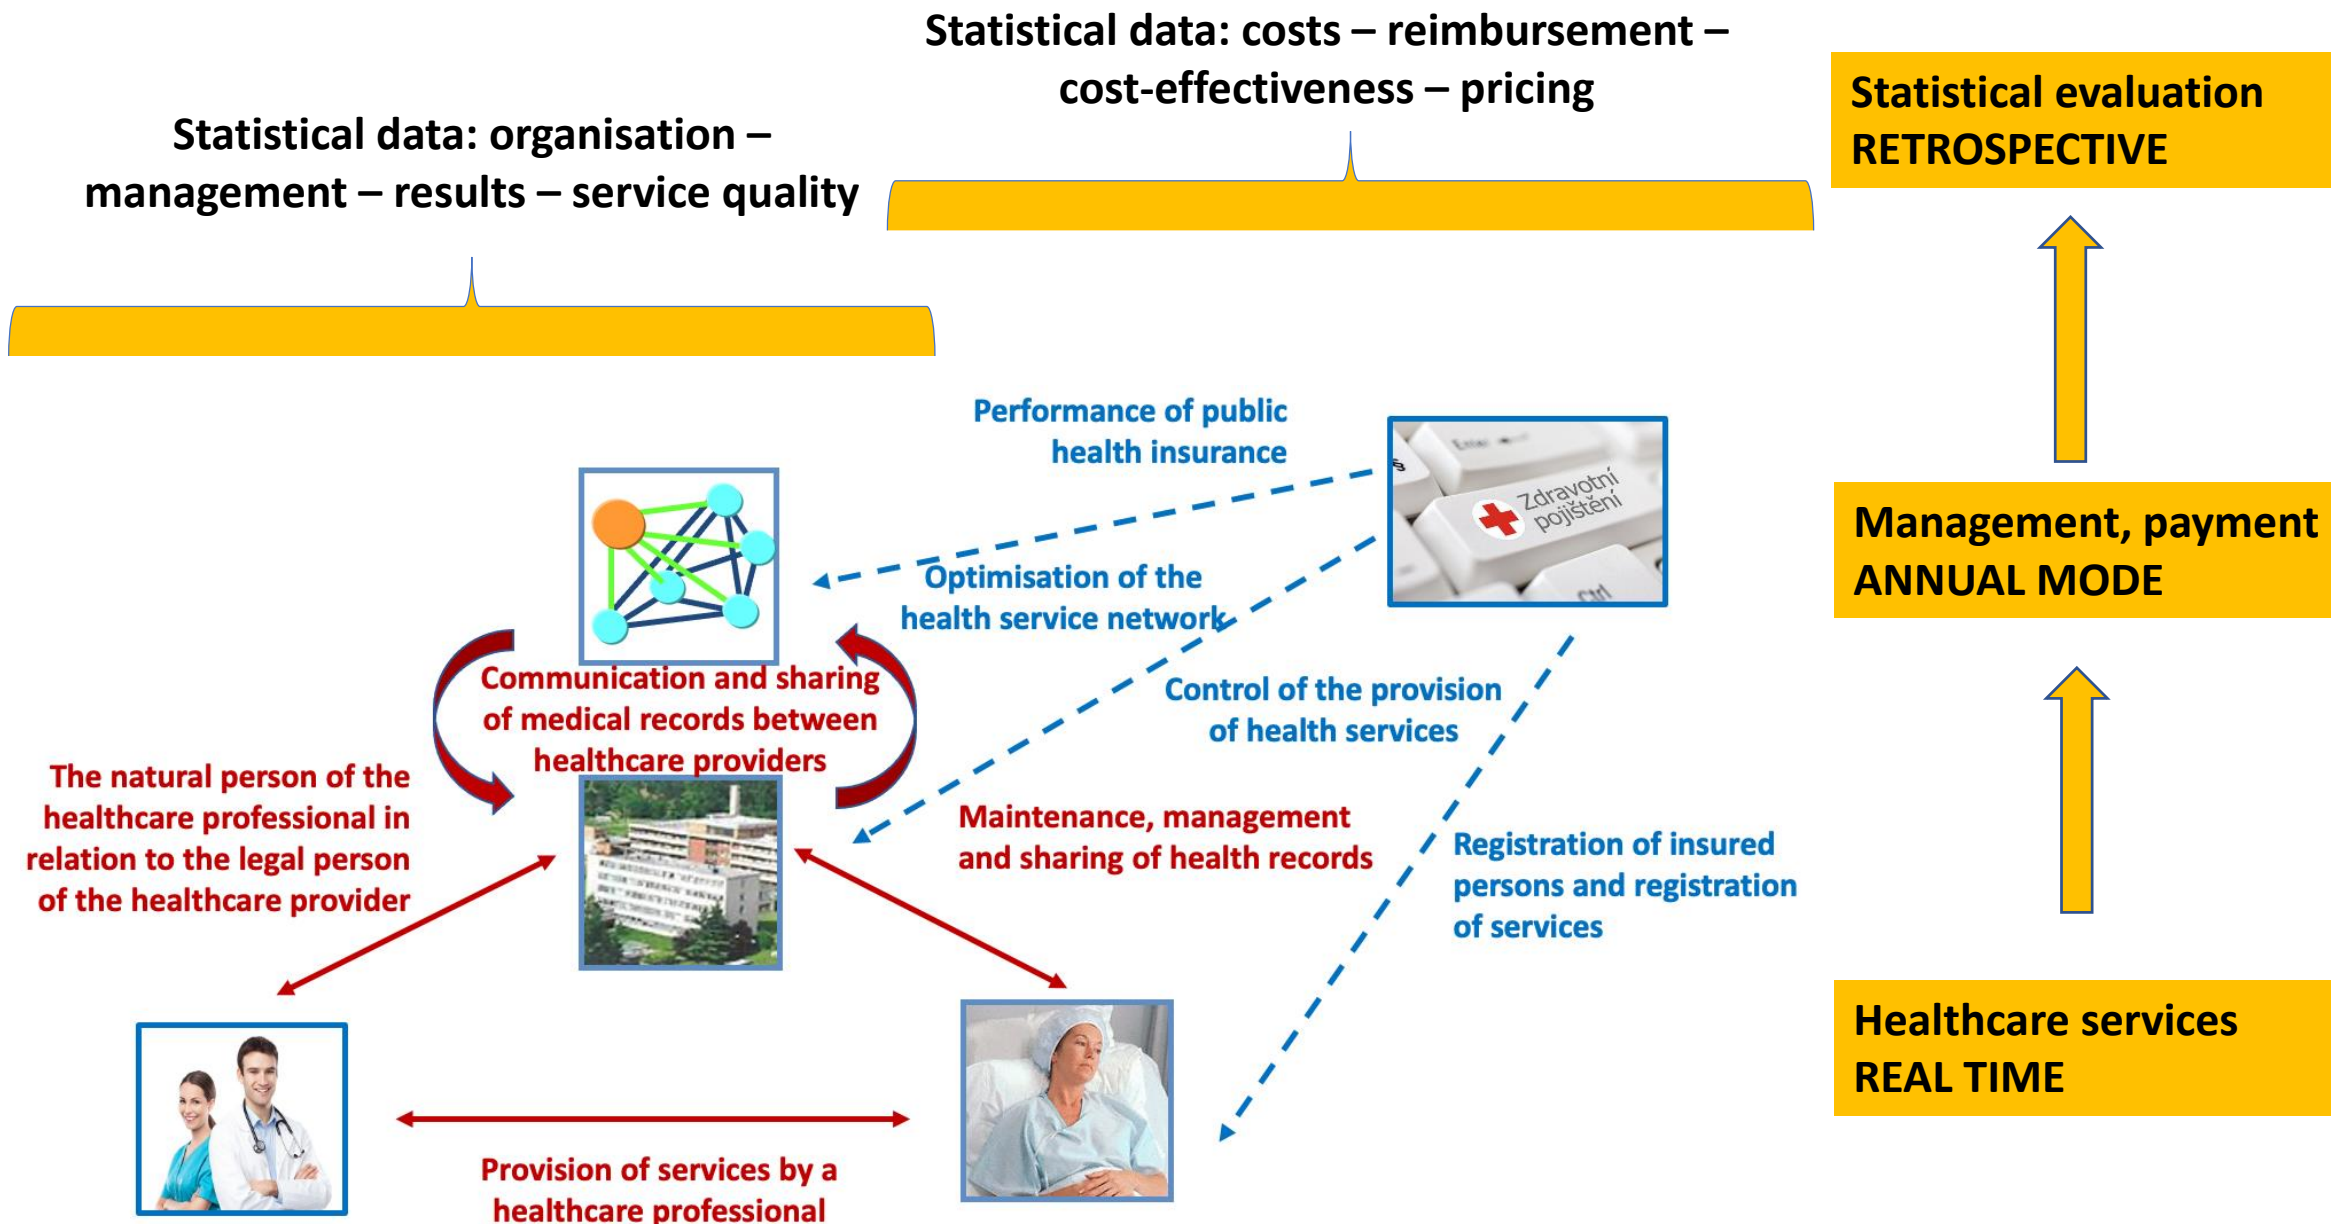 Statistical data: costs – reimbursement –
cost-effectiveness – pricing
Statistical data: organisation –
management – results – service quality
Statistical evaluation
RETROSPECTIVE
Performance of public
health insurance
Zdravotní
pojištění
Enter
§
Ctrl
Optimisation of the
health service network
Management, payment
ANNUAL MODE
Communication and sharing
of medical records between
healthcare providers
Control of the provision
of health services
The natural person of the
healthcare professional in
relation to the legal person
of the healthcare provider
Maintenance, management
and sharing of health records
Registration of insured
persons and registration
of services
Healthcare services
REAL TIME
Provision of services by a
healthcare professional